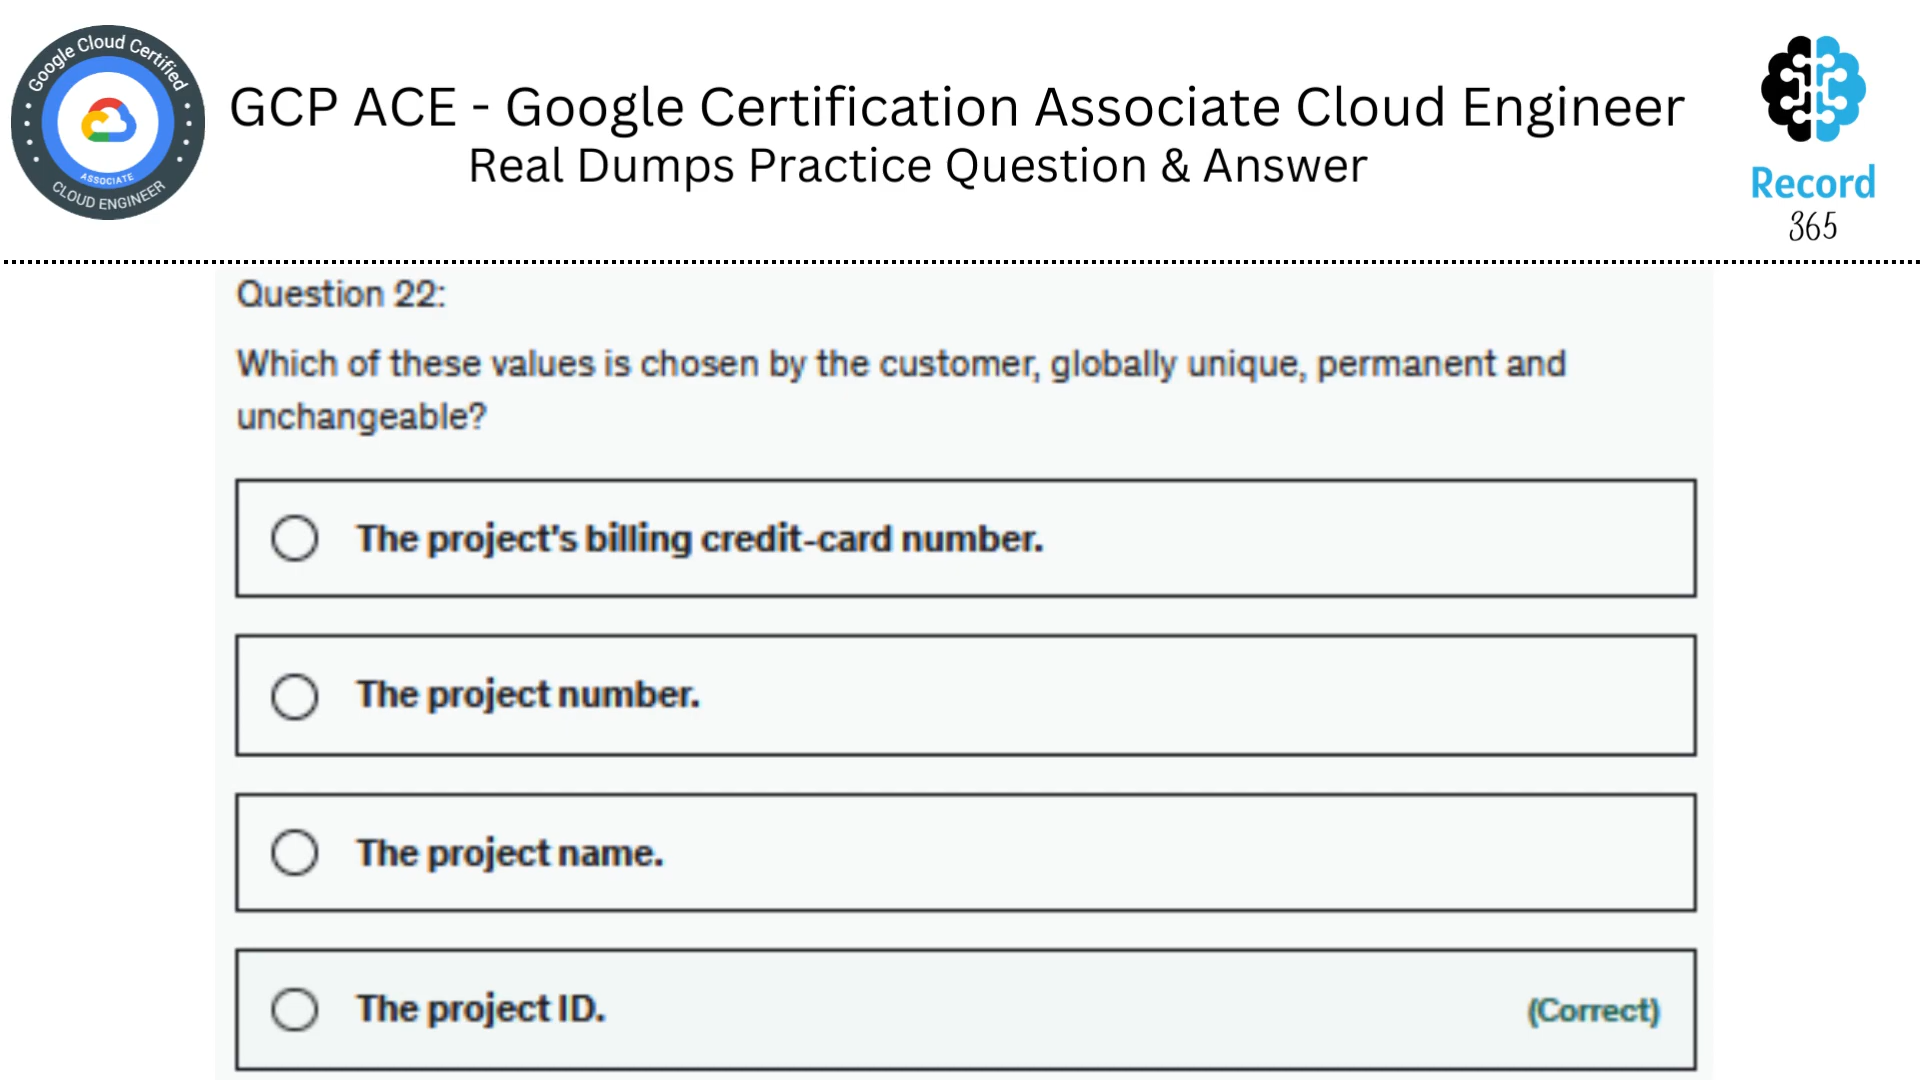 Google Cloud Certified
ASSOCIATE
CLOUD ENGINEER
GCP ACE - Google Certification Associate Cloud Engineer
Real Dumps Practice Question & Answer
Record
365
Question 22:
Which of these values is chosen by the customer, globally unique, permanent and
unchangeable?
The project's billing credit-card number.
The project number.
The project name.
The project ID.
(Correct)